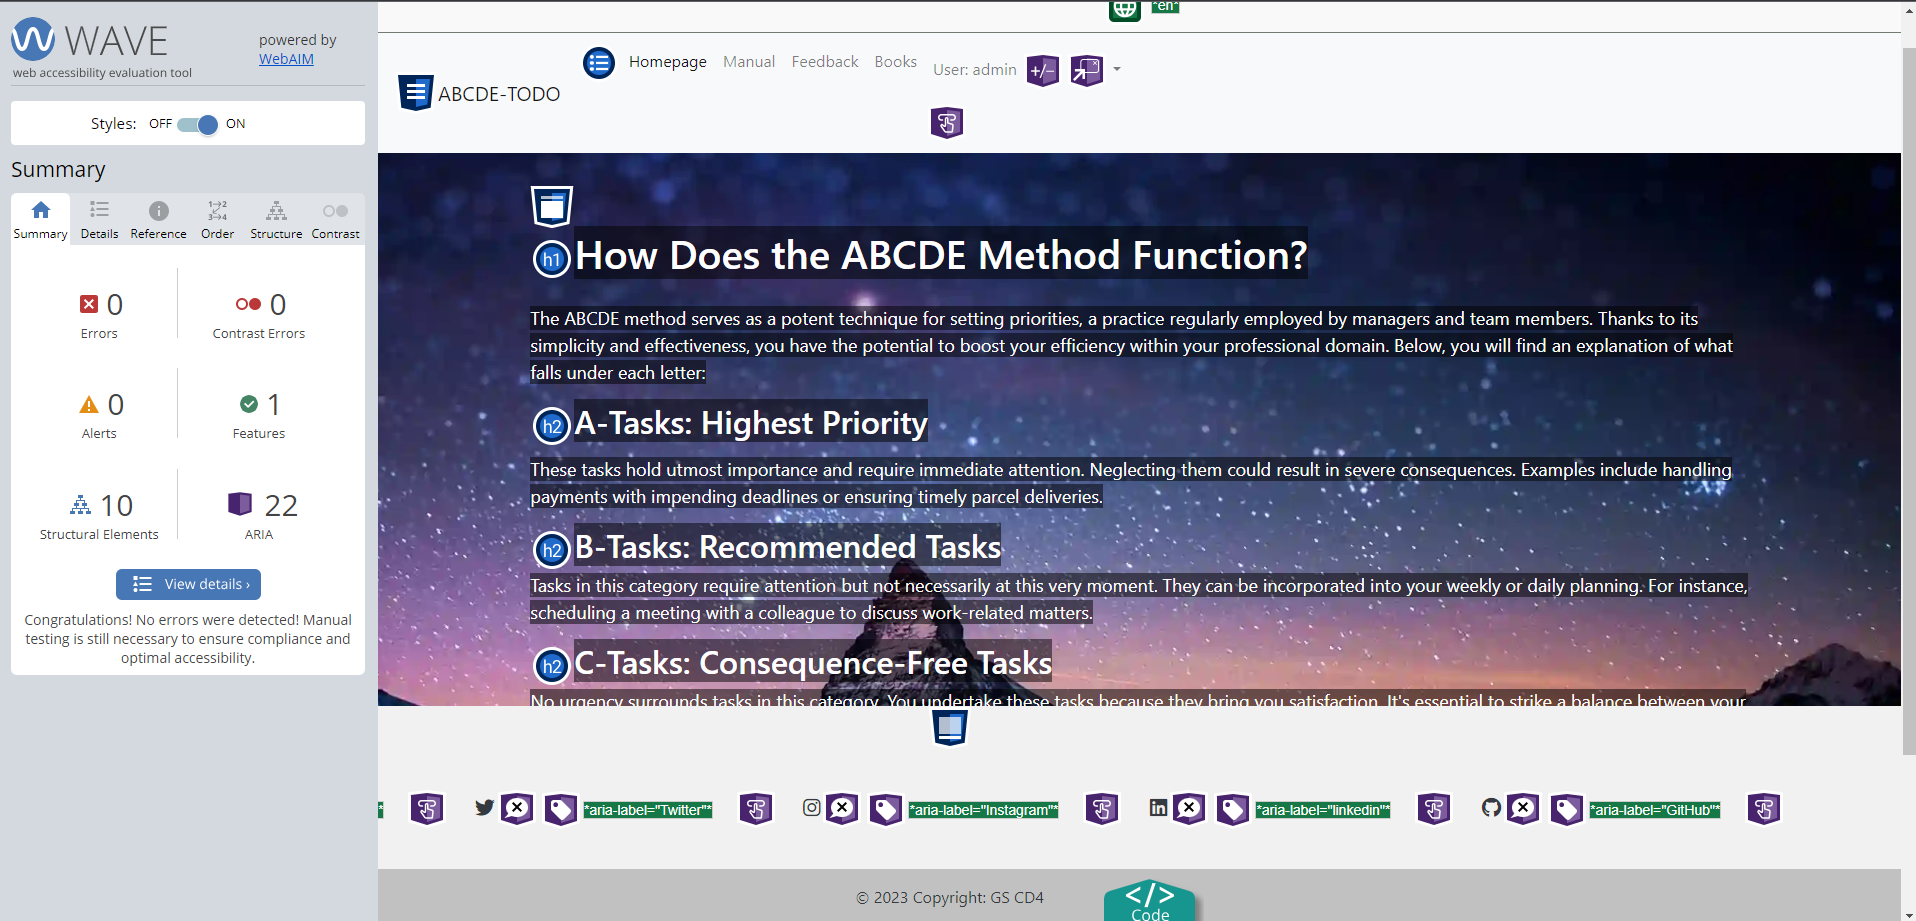 WAVE
web accessibility evaluation tool
powered by
WebAIM
Styles: OFF ON
Summary
Summary Details Reference Order Structure Contrast
0
Errors
0
Contrast Errors
0
Alerts
1
Features
10
Structural Elements
22
ARIA
View details ›
Congratulations! No errors were detected! Manual
testing is still necessary to ensure compliance and
optimal accessibility.
*en*
ABCDE-TODO
Homepage Manual Feedback Books User: admin +/-
h1 How Does the ABCDE Method Function?
The ABCDE method serves as a potent technique for setting priorities, a practice regularly employed by managers and team members. Thanks to its
simplicity and effectiveness, you have the potential to boost your efficiency within your professional domain. Below, you will find an explanation of what
falls under each letter:
h2 A-Tasks: Highest Priority
These tasks hold utmost importance and require immediate attention. Neglecting them could result in severe consequences. Examples include handling
payments with impending deadlines or ensuring timely parcel deliveries.
h2 B-Tasks: Recommended Tasks
Tasks in this category require attention but not necessarily at this very moment. They can be incorporated into your weekly or daily planning. For instance,
scheduling a meeting with a colleague to discuss work-related matters.
h2 C-Tasks: Consequence-Free Tasks
No urgency surrounds tasks in this category. You undertake these tasks because they bring you satisfaction. It's essential to strike a balance between your
* *aria-label="Twitter"* *aria-label="Instagram"* *aria-label="linkedin"* *aria-label="GitHub"*
© 2023 Copyright: GS CD4
</>
Code